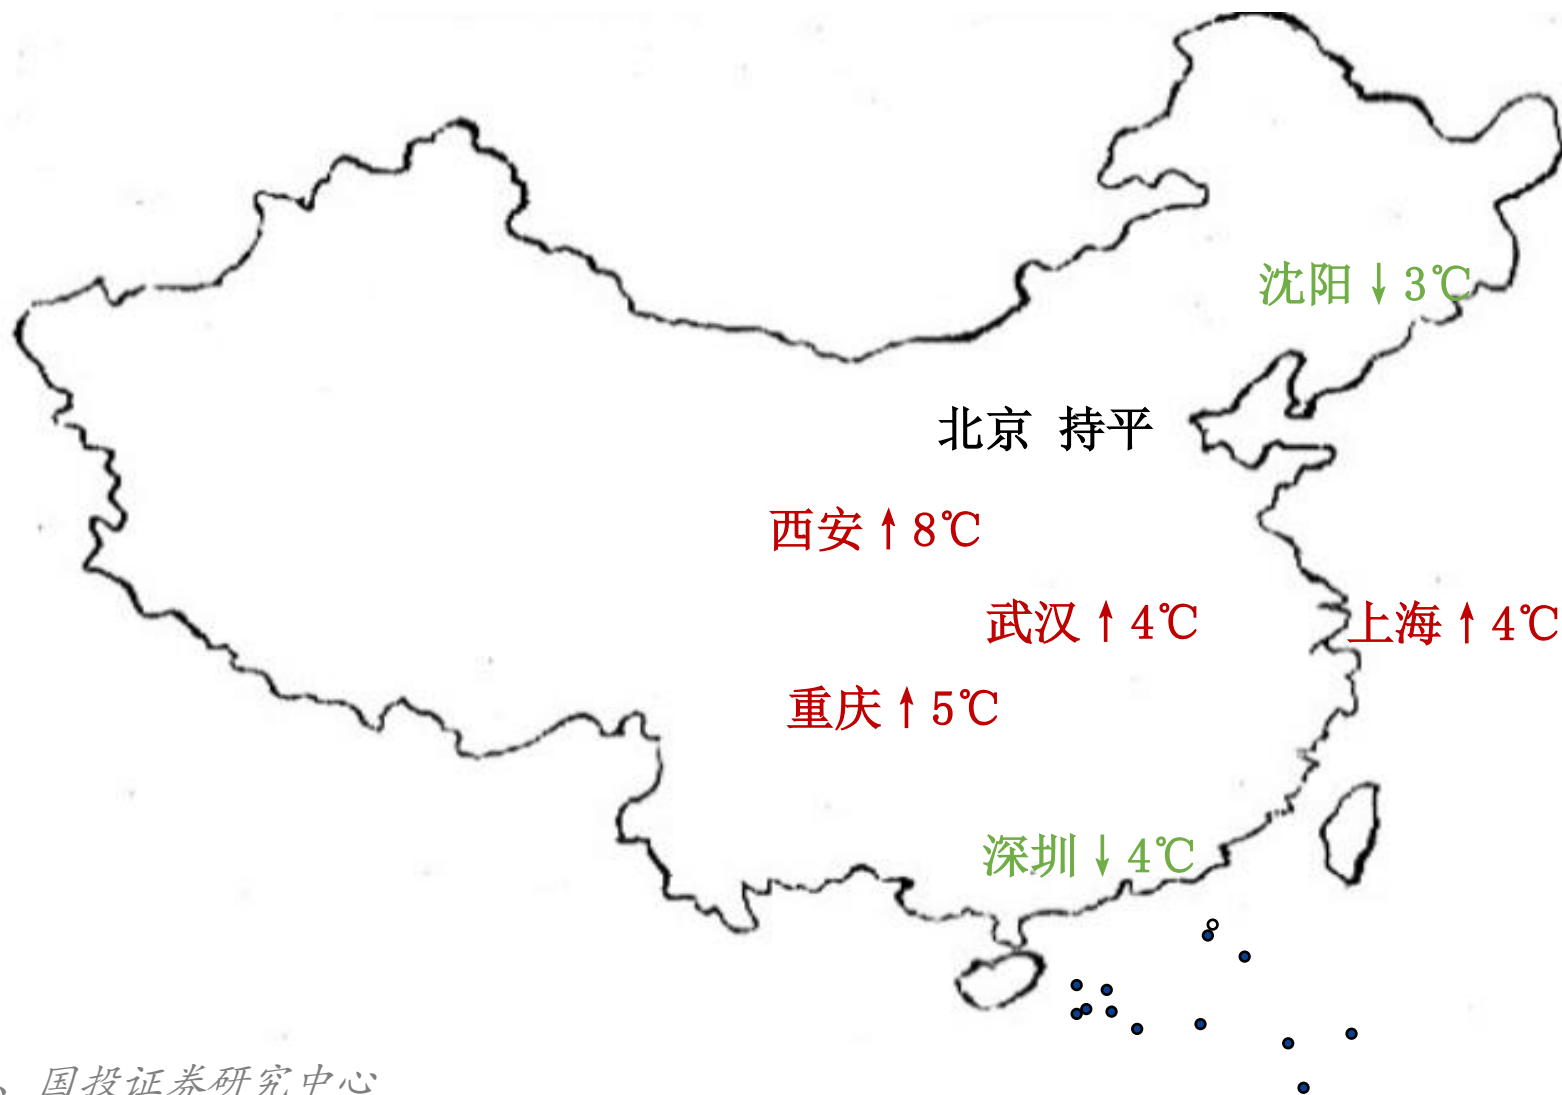 沈阳↓3℃
北京 持平
西安↑8℃
武汉↑4℃
上海↑4℃
重庆↑5℃
深圳↓4℃
、国投证券研究中心